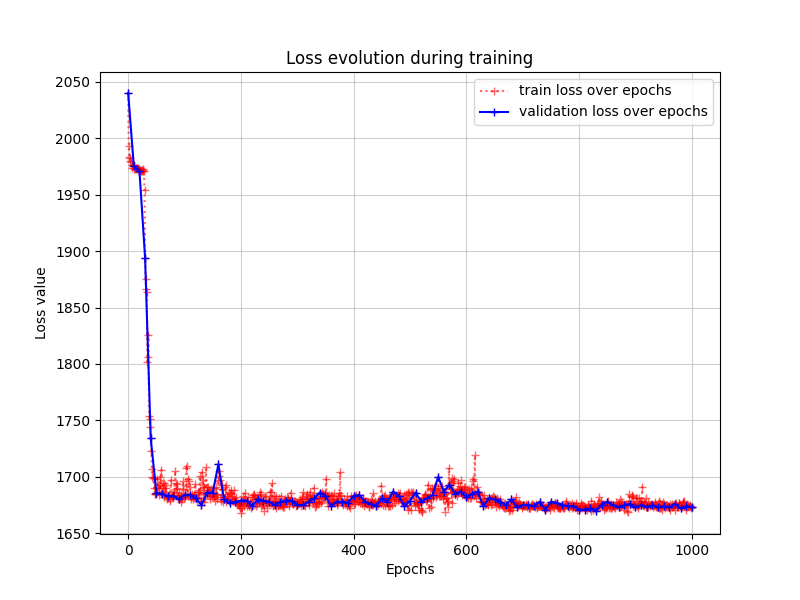 Loss evolution during training
train loss over epochs
validation loss over epochs
Loss value
2050
2000
1950
1900
1850
1800
1750
1700
1650
0 200 400 600 800 1000
Epochs